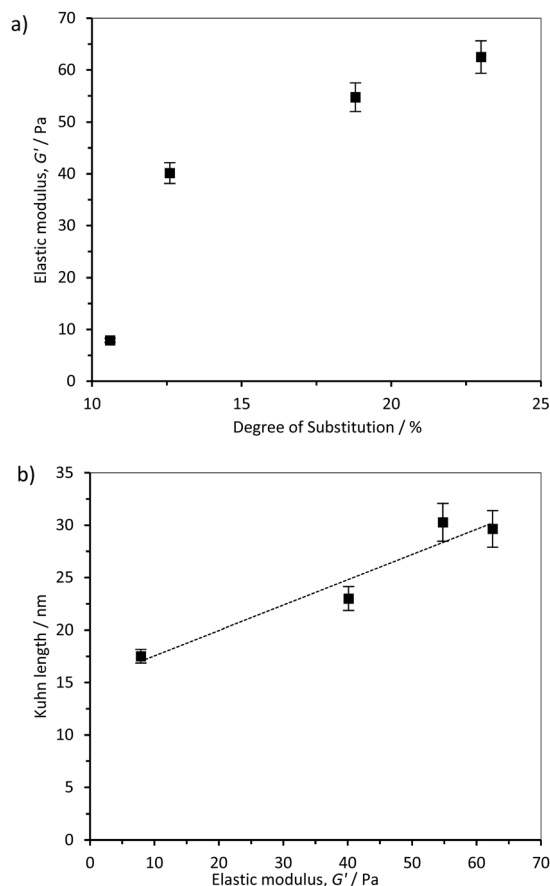 a)
70
60
50
40
30
20
10
0
Elastic modulus, G' / Pa
10 15 20 25
Degree of Substitution / %
b)
35
30
25
20
15
10
5
0
Kuhn length / nm
0 10 20 30 40 50 60 70
Elastic modulus, G' / Pa